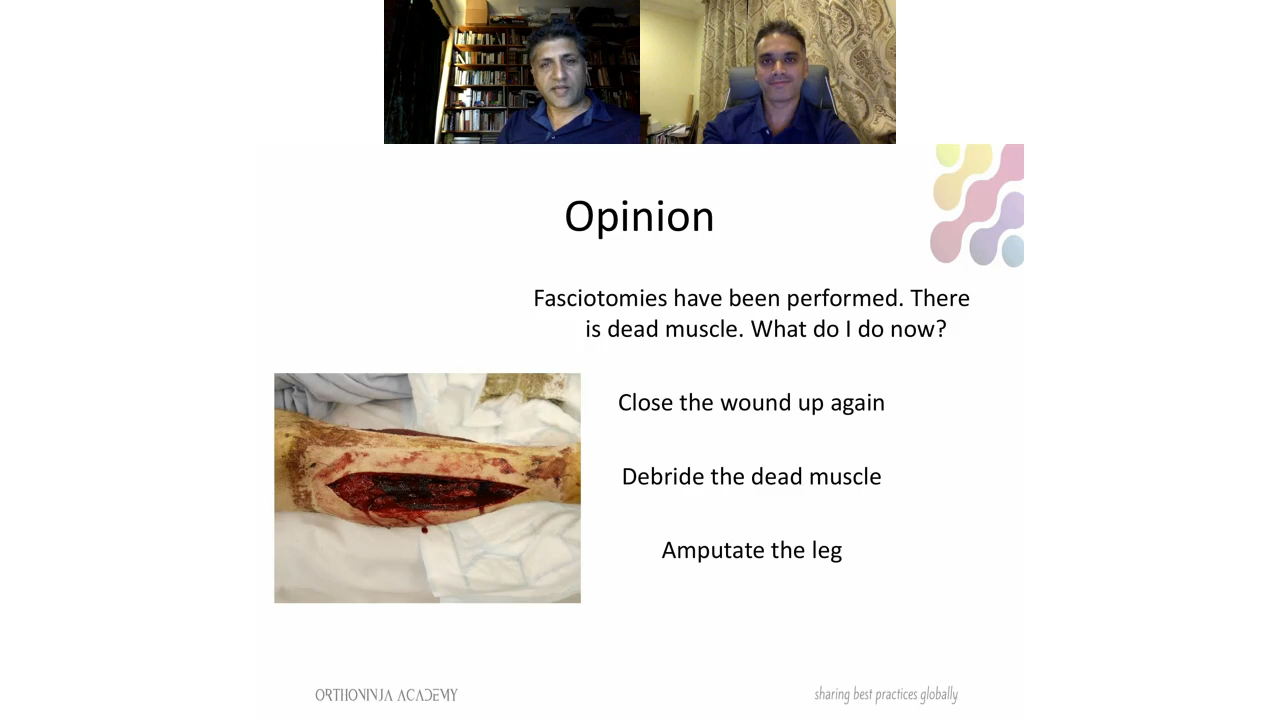 Opinion
Fasciotomies have been performed. There
is dead muscle. What do I do now?
Close the wound up again
Debride the dead muscle
Amputate the leg
ORTHONINJA ACADEMY
sharing best practices globally